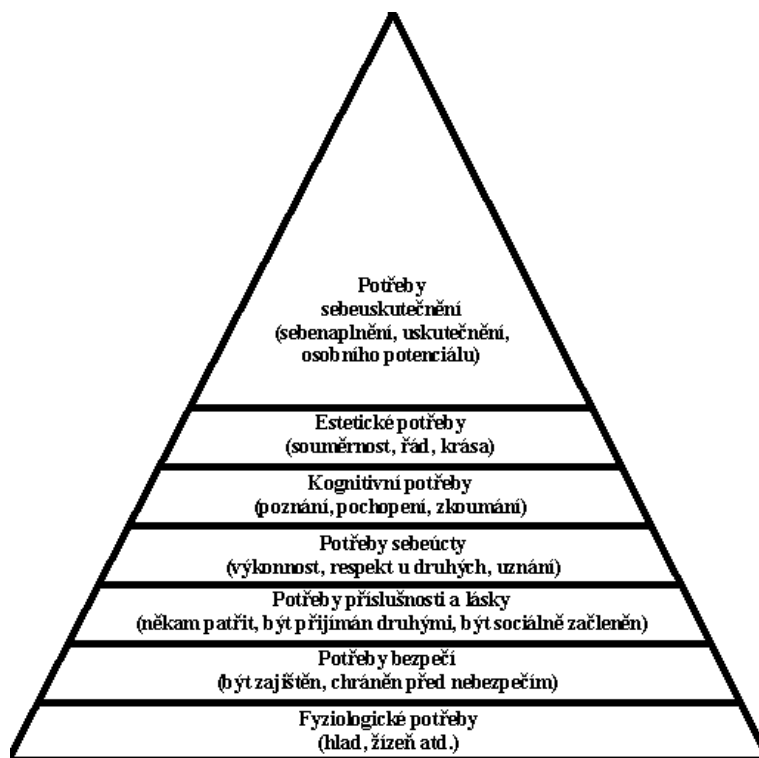 Potřeby
sebeuskutečnění
(sebenaplnění, uskutečnění,
osobního potenciálu)
Estetické potřeby
(souměrnost, řád, krása)
Kognitivní potřeby
(poznání, pochopení, zkoumání)
Potřeby sebeúcty
(výkonnost, respekt u druhých, uznání)
Potřeby příslušnosti a lásky
(někam patřit, být přijímán druhými, být sociálně začleněn)
Potřeby bezpečí
(být zajištěn, chráněn před nebezpečím)
Fyziologické potřeby
(hlad, žízeň atd.)